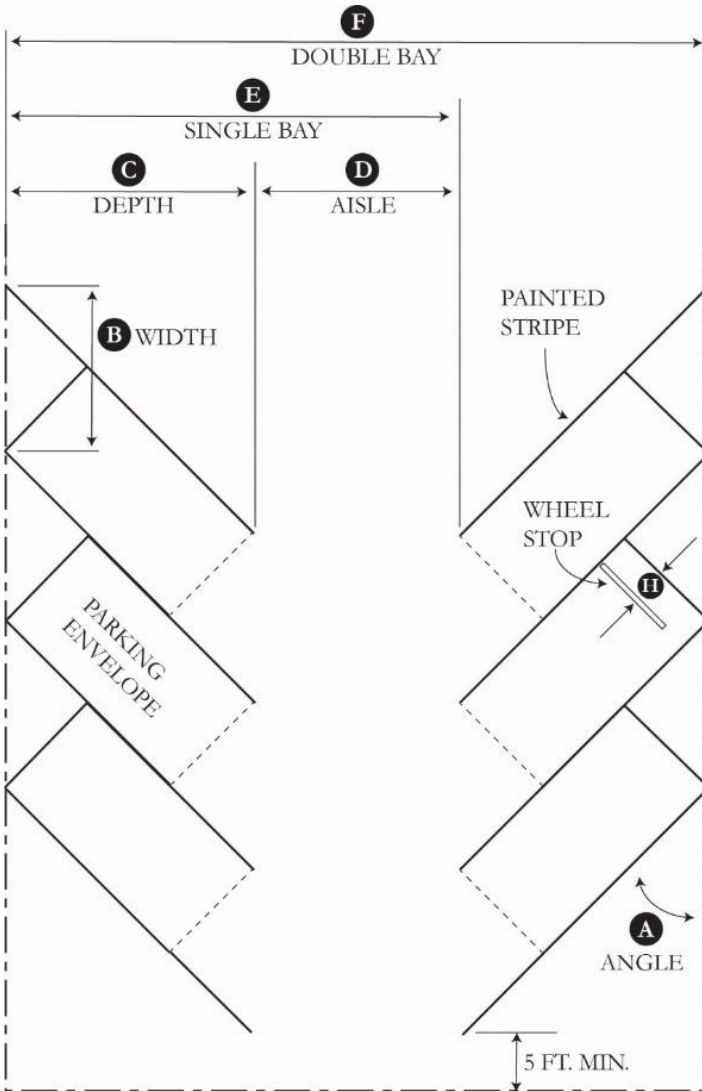 F
DOUBLE BAY
E
SINGLE BAY
C
D
DEPTH
AISLE
B WIDTH
PAINTED
STRIPE
WHEEL
STOP
H
PARKING
ENVELOPE
A
ANGLE
5 FT. MIN.